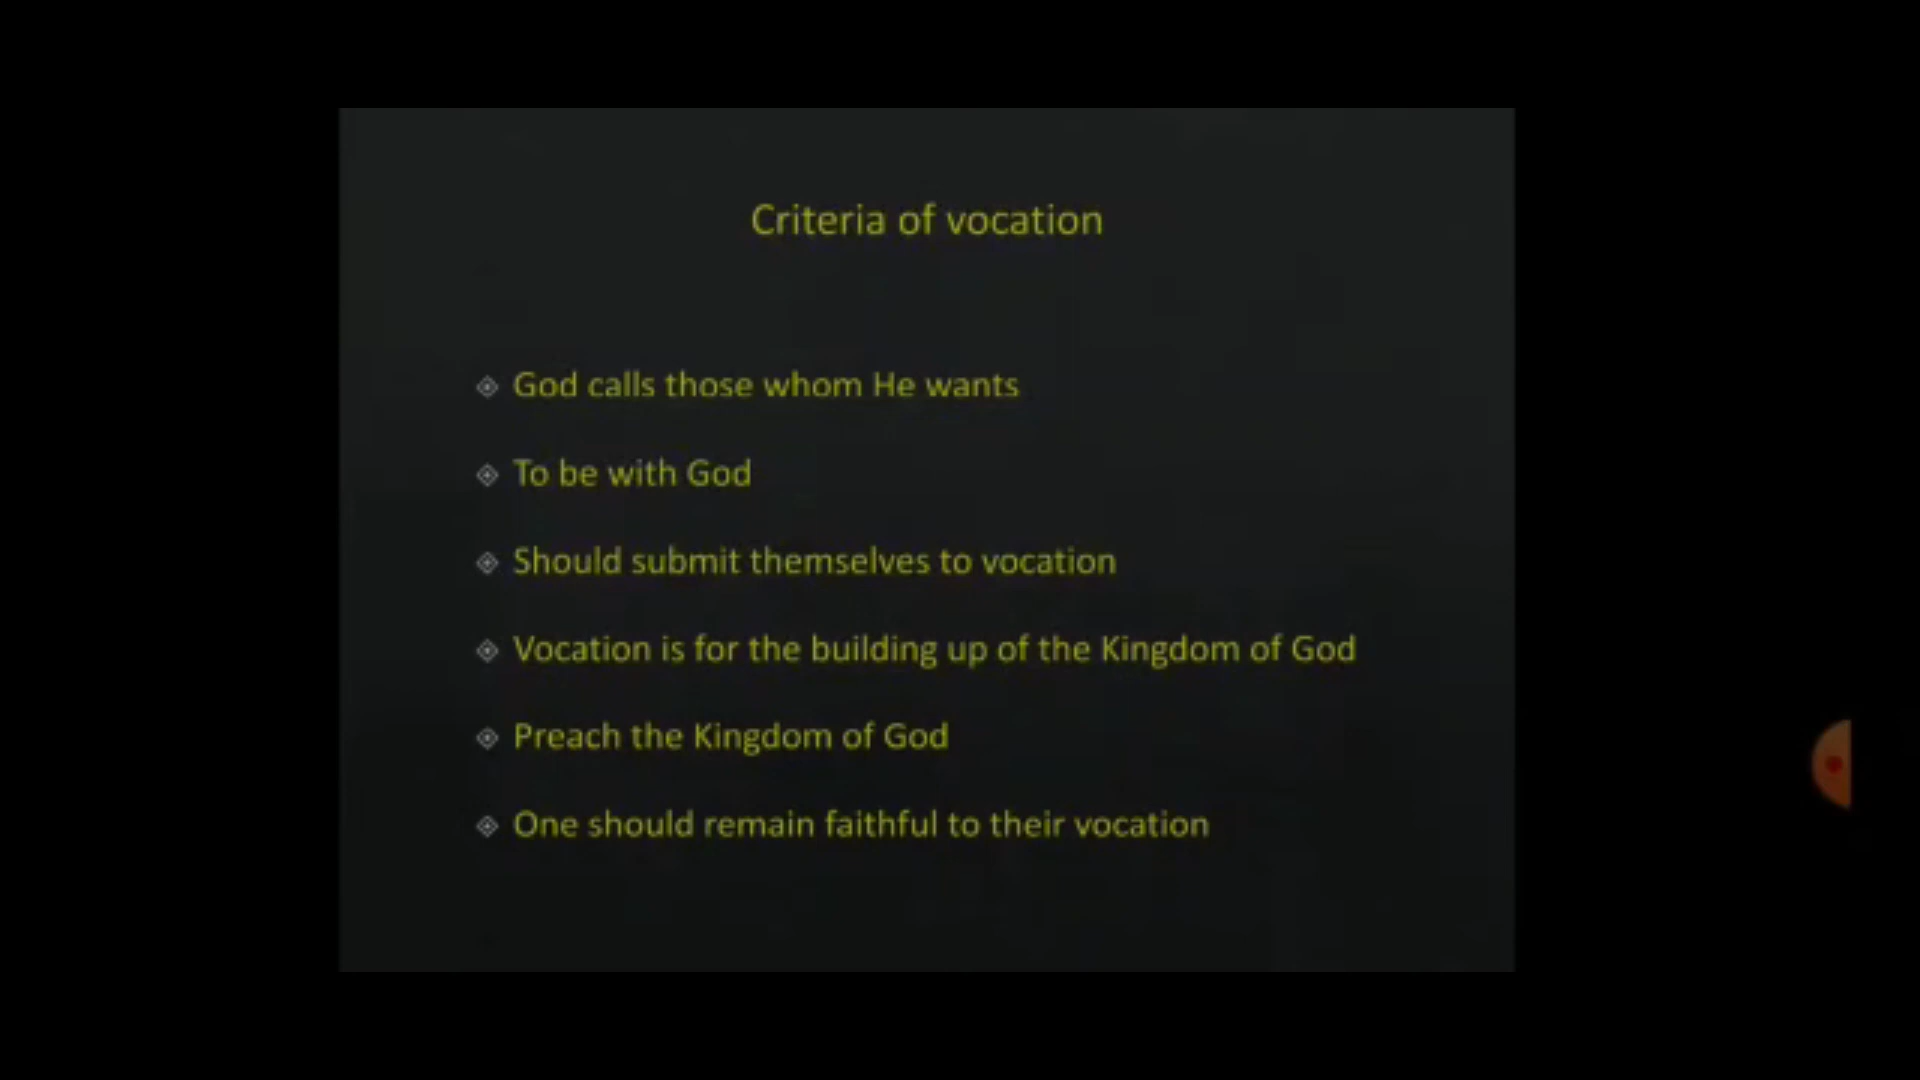 Criteria of vocation
God calls those whom He wants
To be with God
Should submit themselves to vocation
Vocation is for the building up of the Kingdom of God
Preach the Kingdom of God
One should remain faithful to their vocation